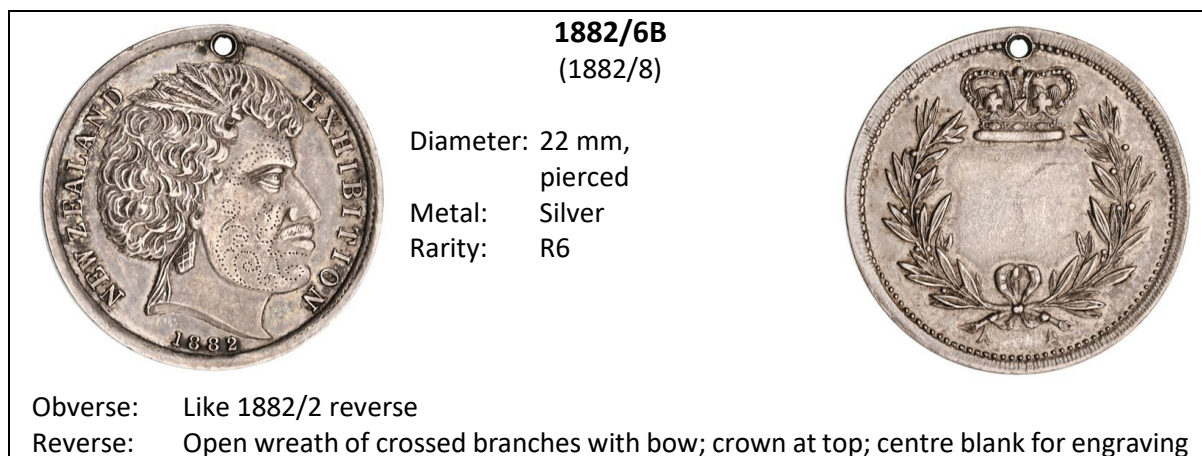 1882/6B
(1882/8)
NEW ZEALAND EXHIBITION
1882
Diameter: 22 mm,
pierced
Metal: Silver
Rarity: R6
Obverse: Like 1882/2 reverse
Reverse: Open wreath of crossed branches with bow; crown at top; centre blank for engraving